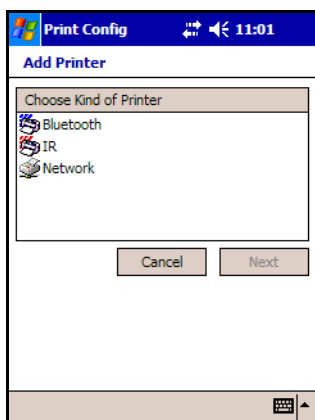 Print Config 11:01
Add Printer
Choose Kind of Printer
Bluetooth
IR
Network
Cancel Next